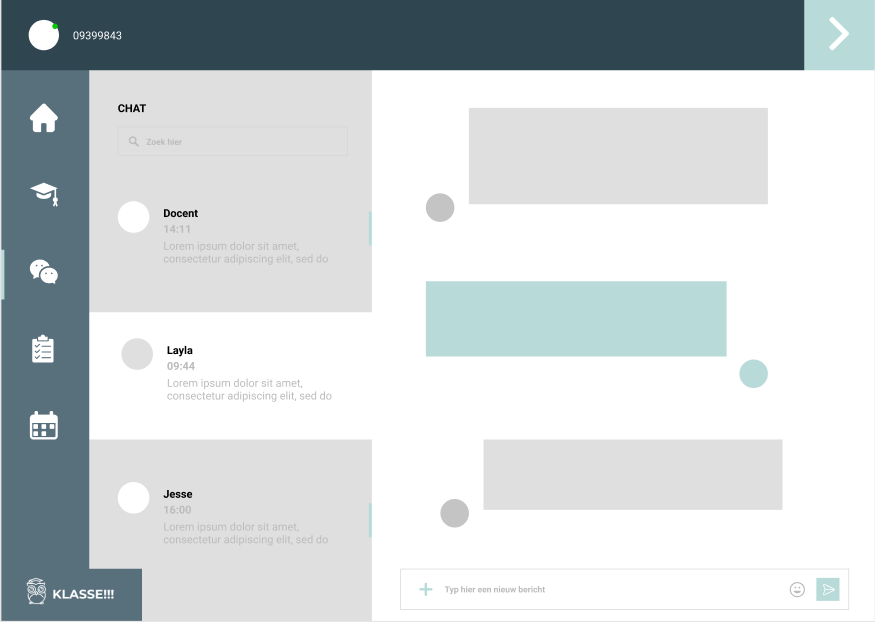 09399843
CHAT
Zoek hier
Docent
14:11
Lorem ipsum dolor sit amet,
consectetur adipiscing elit, sed do
Layla
09:44
Lorem ipsum dolor sit amet,
consectetur adipiscing elit, sed do
Jesse
16:00
Lorem ipsum dolor sit amet,
consectetur adipiscing elit, sed do
KLASSE!!!
Typ hier een nieuw bericht